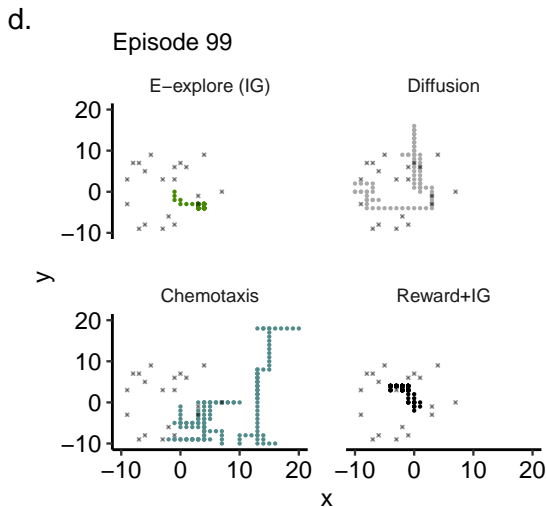 d.
Episode 99
E−explore (IG)
Diffusion
20
10
0
−10
y
Chemotaxis
Reward+IG
20
10
0
−10
−10 0 10 20
−10 0 10 20
x